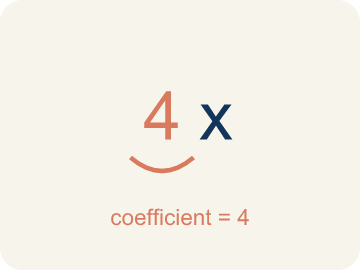 4 x
coefficient = 4